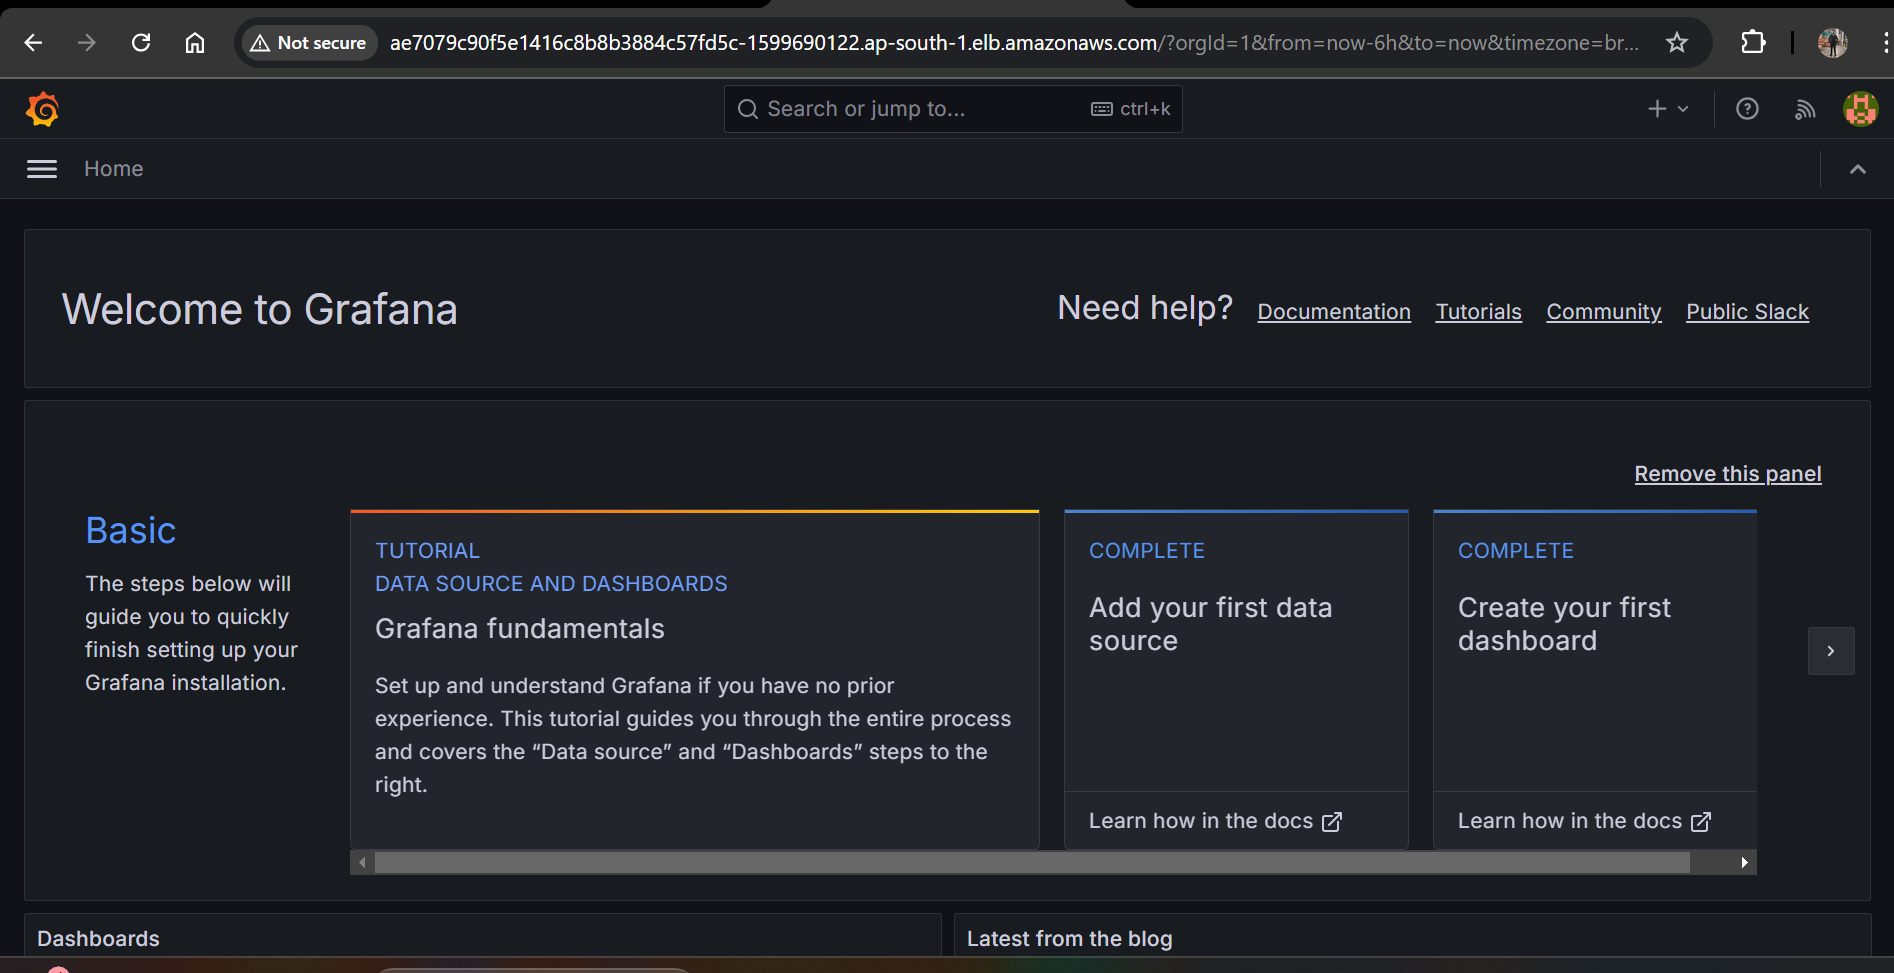 Not secure
ae7079c90f5e1416c8b8b3884c57fd5c-1599690122.ap-south-1.elb.amazonaws.com/?orgId=1&from=now-6h&to=now&timezone=br...
Search or jump to... ctrl+k
Home
Welcome to Grafana
Need help? Documentation Tutorials Community Public Slack
Remove this panel
Basic
The steps below will
guide you to quickly
finish setting up your
Grafana installation.
TUTORIAL
DATA SOURCE AND DASHBOARDS
Grafana fundamentals
Set up and understand Grafana if you have no prior
experience. This tutorial guides you through the entire process
and covers the “Data source” and “Dashboards” steps to the
right.
COMPLETE
Add your first data
source
Learn how in the docs
COMPLETE
Create your first
dashboard
Learn how in the docs
Dashboards
Latest from the blog